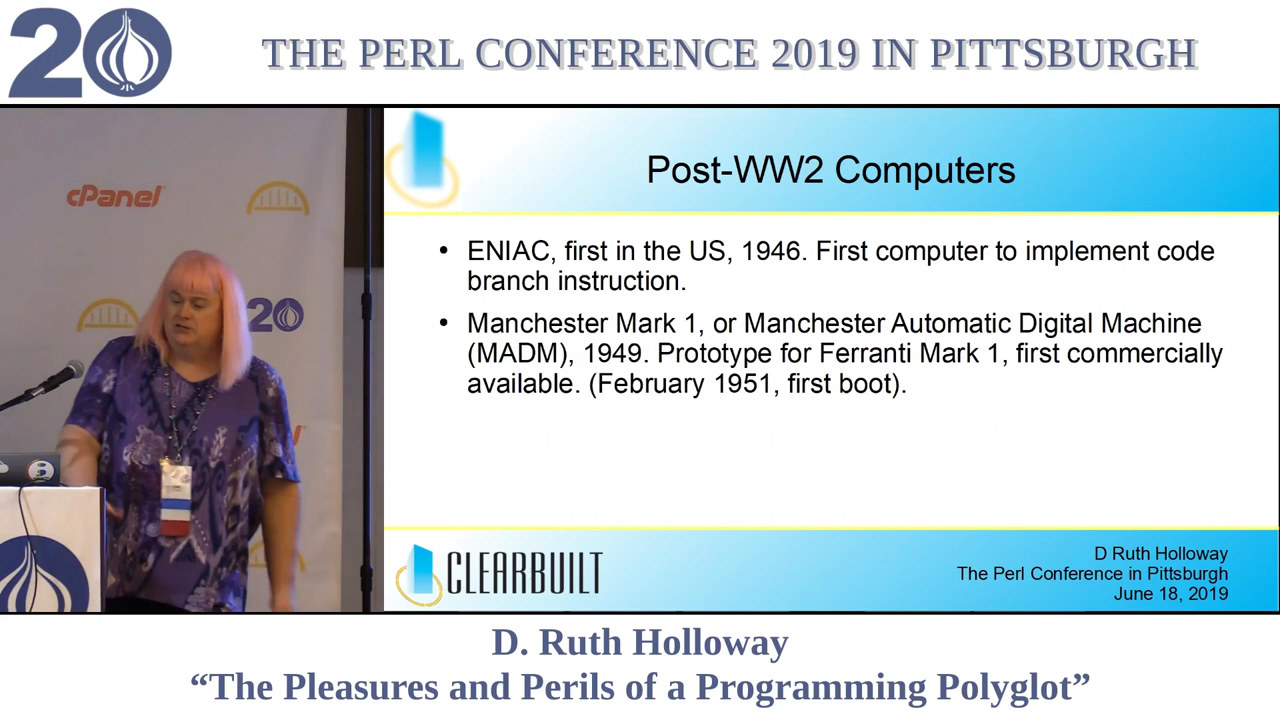 20
THE PERL CONFERENCE 2019 IN PITTSBURGH
cPanel
20
Post-WW2 Computers
• ENIAC, first in the US, 1946. First computer to implement code
branch instruction.
• Manchester Mark 1, or Manchester Automatic Digital Machine
(MADM), 1949. Prototype for Ferranti Mark 1, first commercially
available. (February 1951, first boot).
CLEARBUILT
D Ruth Holloway
The Perl Conference in Pittsburgh
June 18, 2019
D. Ruth Holloway
“The Pleasures and Perils of a Programming Polyglot”